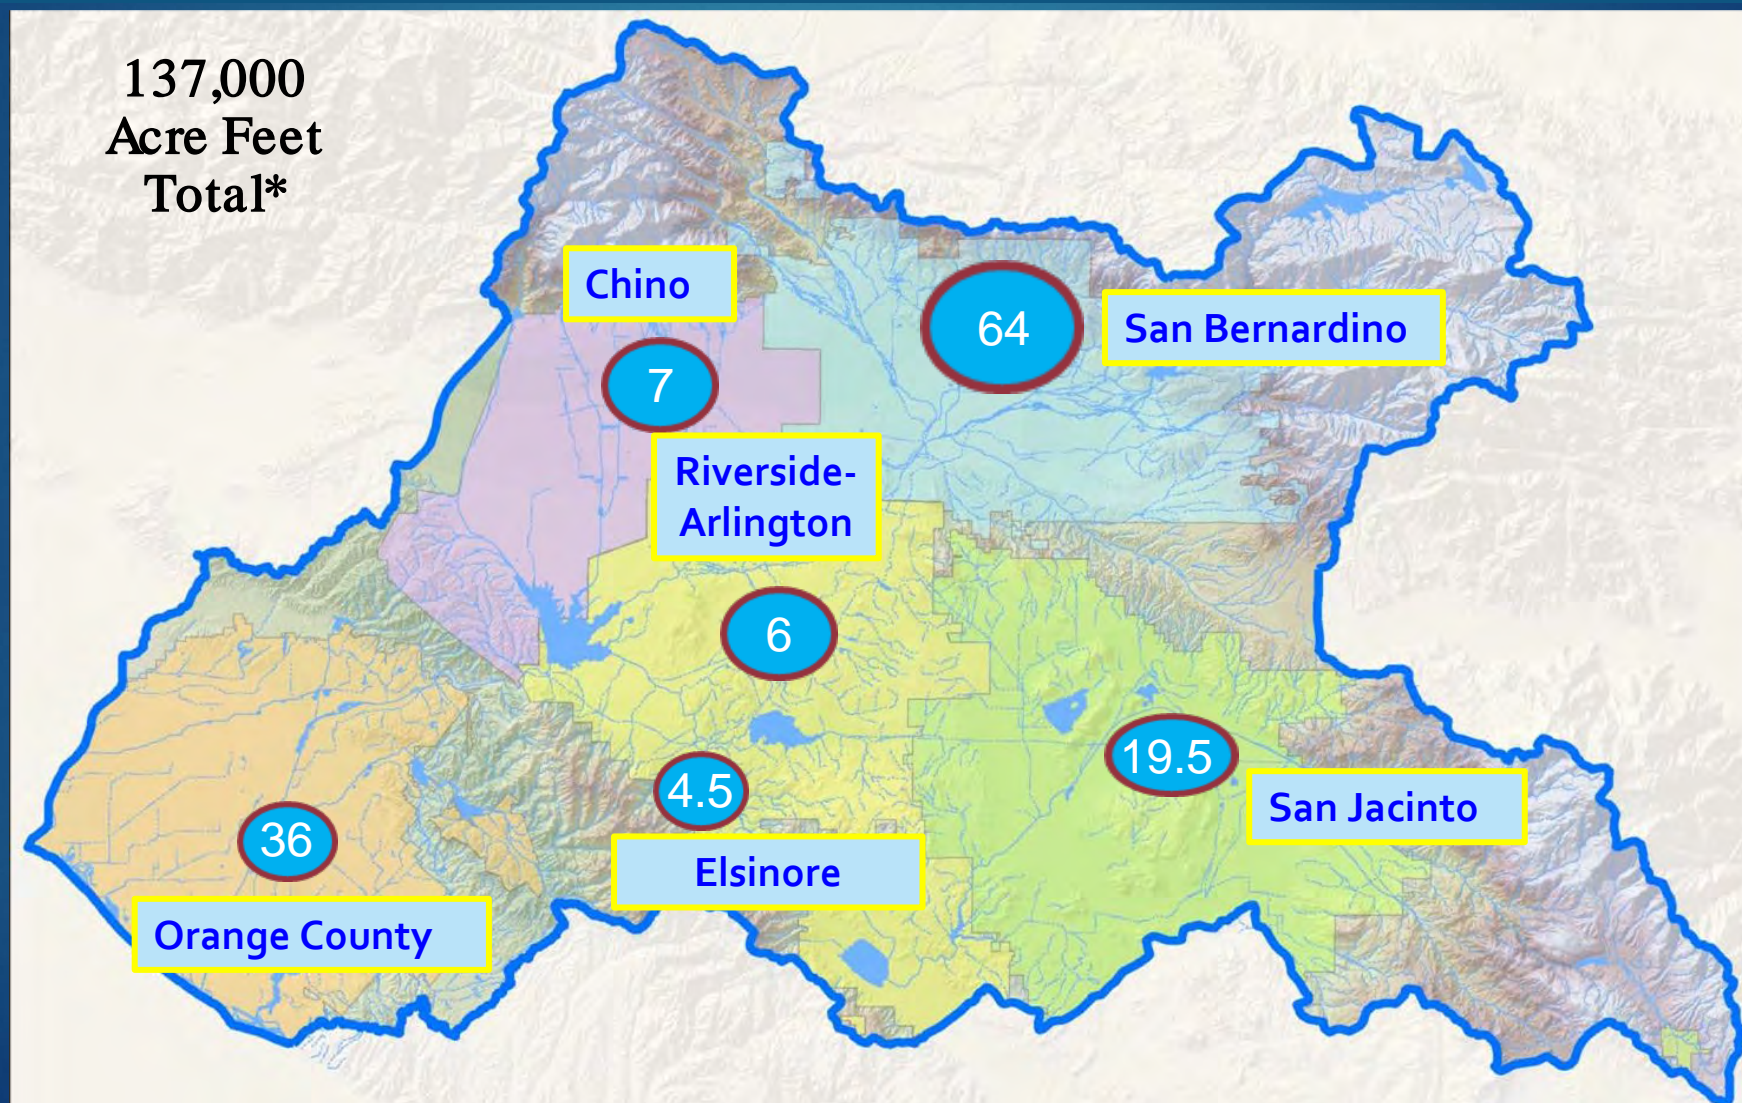 137,000
Acre Feet
Total*
Chino
64
San Bernardino
7
Riverside-
Arlington
6
19.5
4.5
San Jacinto
36
Elsinore
Orange County